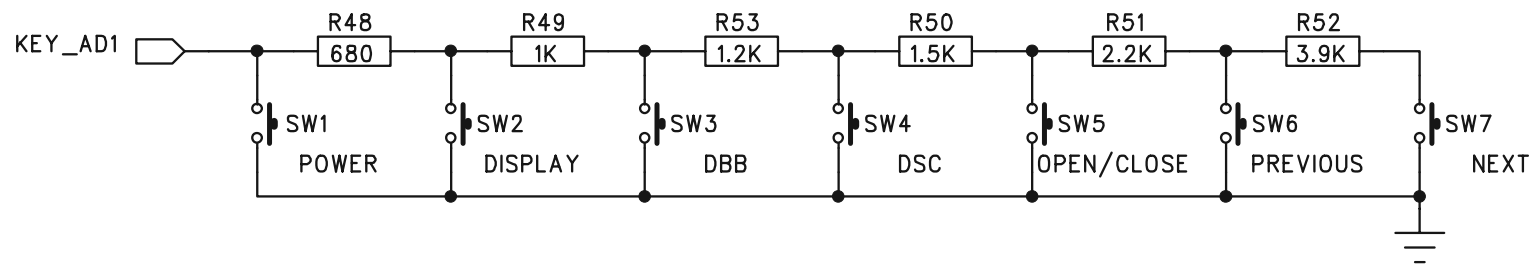 R48 R49 R53 R50 R51 R52
KEY_AD1 680 1K 1.2K 1.5K 2.2K 3.9K
SW1 SW2 SW3 SW4 SW5 SW6 SW7
POWER DISPLAY DBB DSC OPEN/CLOSE PREVIOUS NEXT